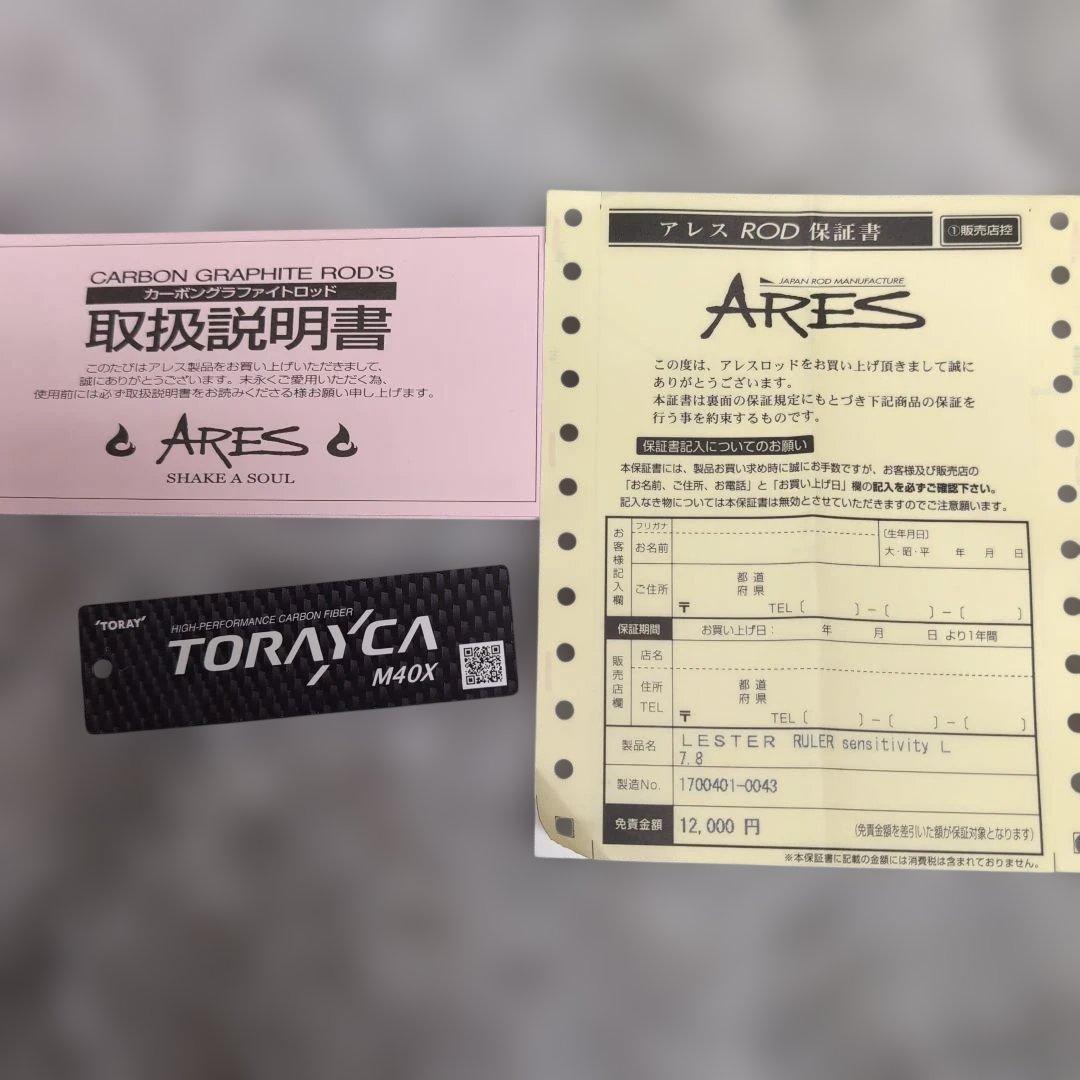 CARBON GRAPHITE ROD'S
カーボングラファイトロッド
取扱説明書
このたびはアレス製品をお買い上げいただきまして、
誠にありがとうございます。末永くご愛用いただく為、
使用前には必ず取扱説明書をお読みくださる様お願い申し上げます。
ARES
SHAKE A SOUL
'TORAY'
HIGH-PERFORMANCE CARBON FIBER
TORAYCA
M40X
アレス ROD 保証書
①販売店控
JAPAN ROD MANUFACTURE
ARES
この度は、アレスロッドをお買い上げ頂きまして誠に
ありがとうございます。
本証書は裏面の保証規定にもとづき下記商品の保証を
行う事を約束するものです。
保証書記入についてのお願い
本保証書には、製品お買い求め時に誠にお手数ですが、お客様及び販売店の
「お名前、ご住所、お電話」と「お買い上げ日」欄の記入を必ずご確認下さい。
記入なき物については本保証書は無効とさせていただきますのでご注意願います。
お客様記入欄
フリガナ
お名前
〔生年月日〕
大・昭・平 年 月 日
ご住所
都 道
府 県
〒 TEL〔 〕–〔 〕–〔 〕
保証期間 お買い上げ日： 年 月 日 より1年間
販売店欄
店名
住所
TEL
都 道
府 県
〒 TEL〔 〕–〔 〕–〔 〕
製品名 LESTER RULER sensitivity L
7.8
製造No. 1700401-0043
免責金額 12,000 円 (免責金額を差引いた額が保証対象となります)
※本保証書に記載の金額には消費税は含まれておりません。